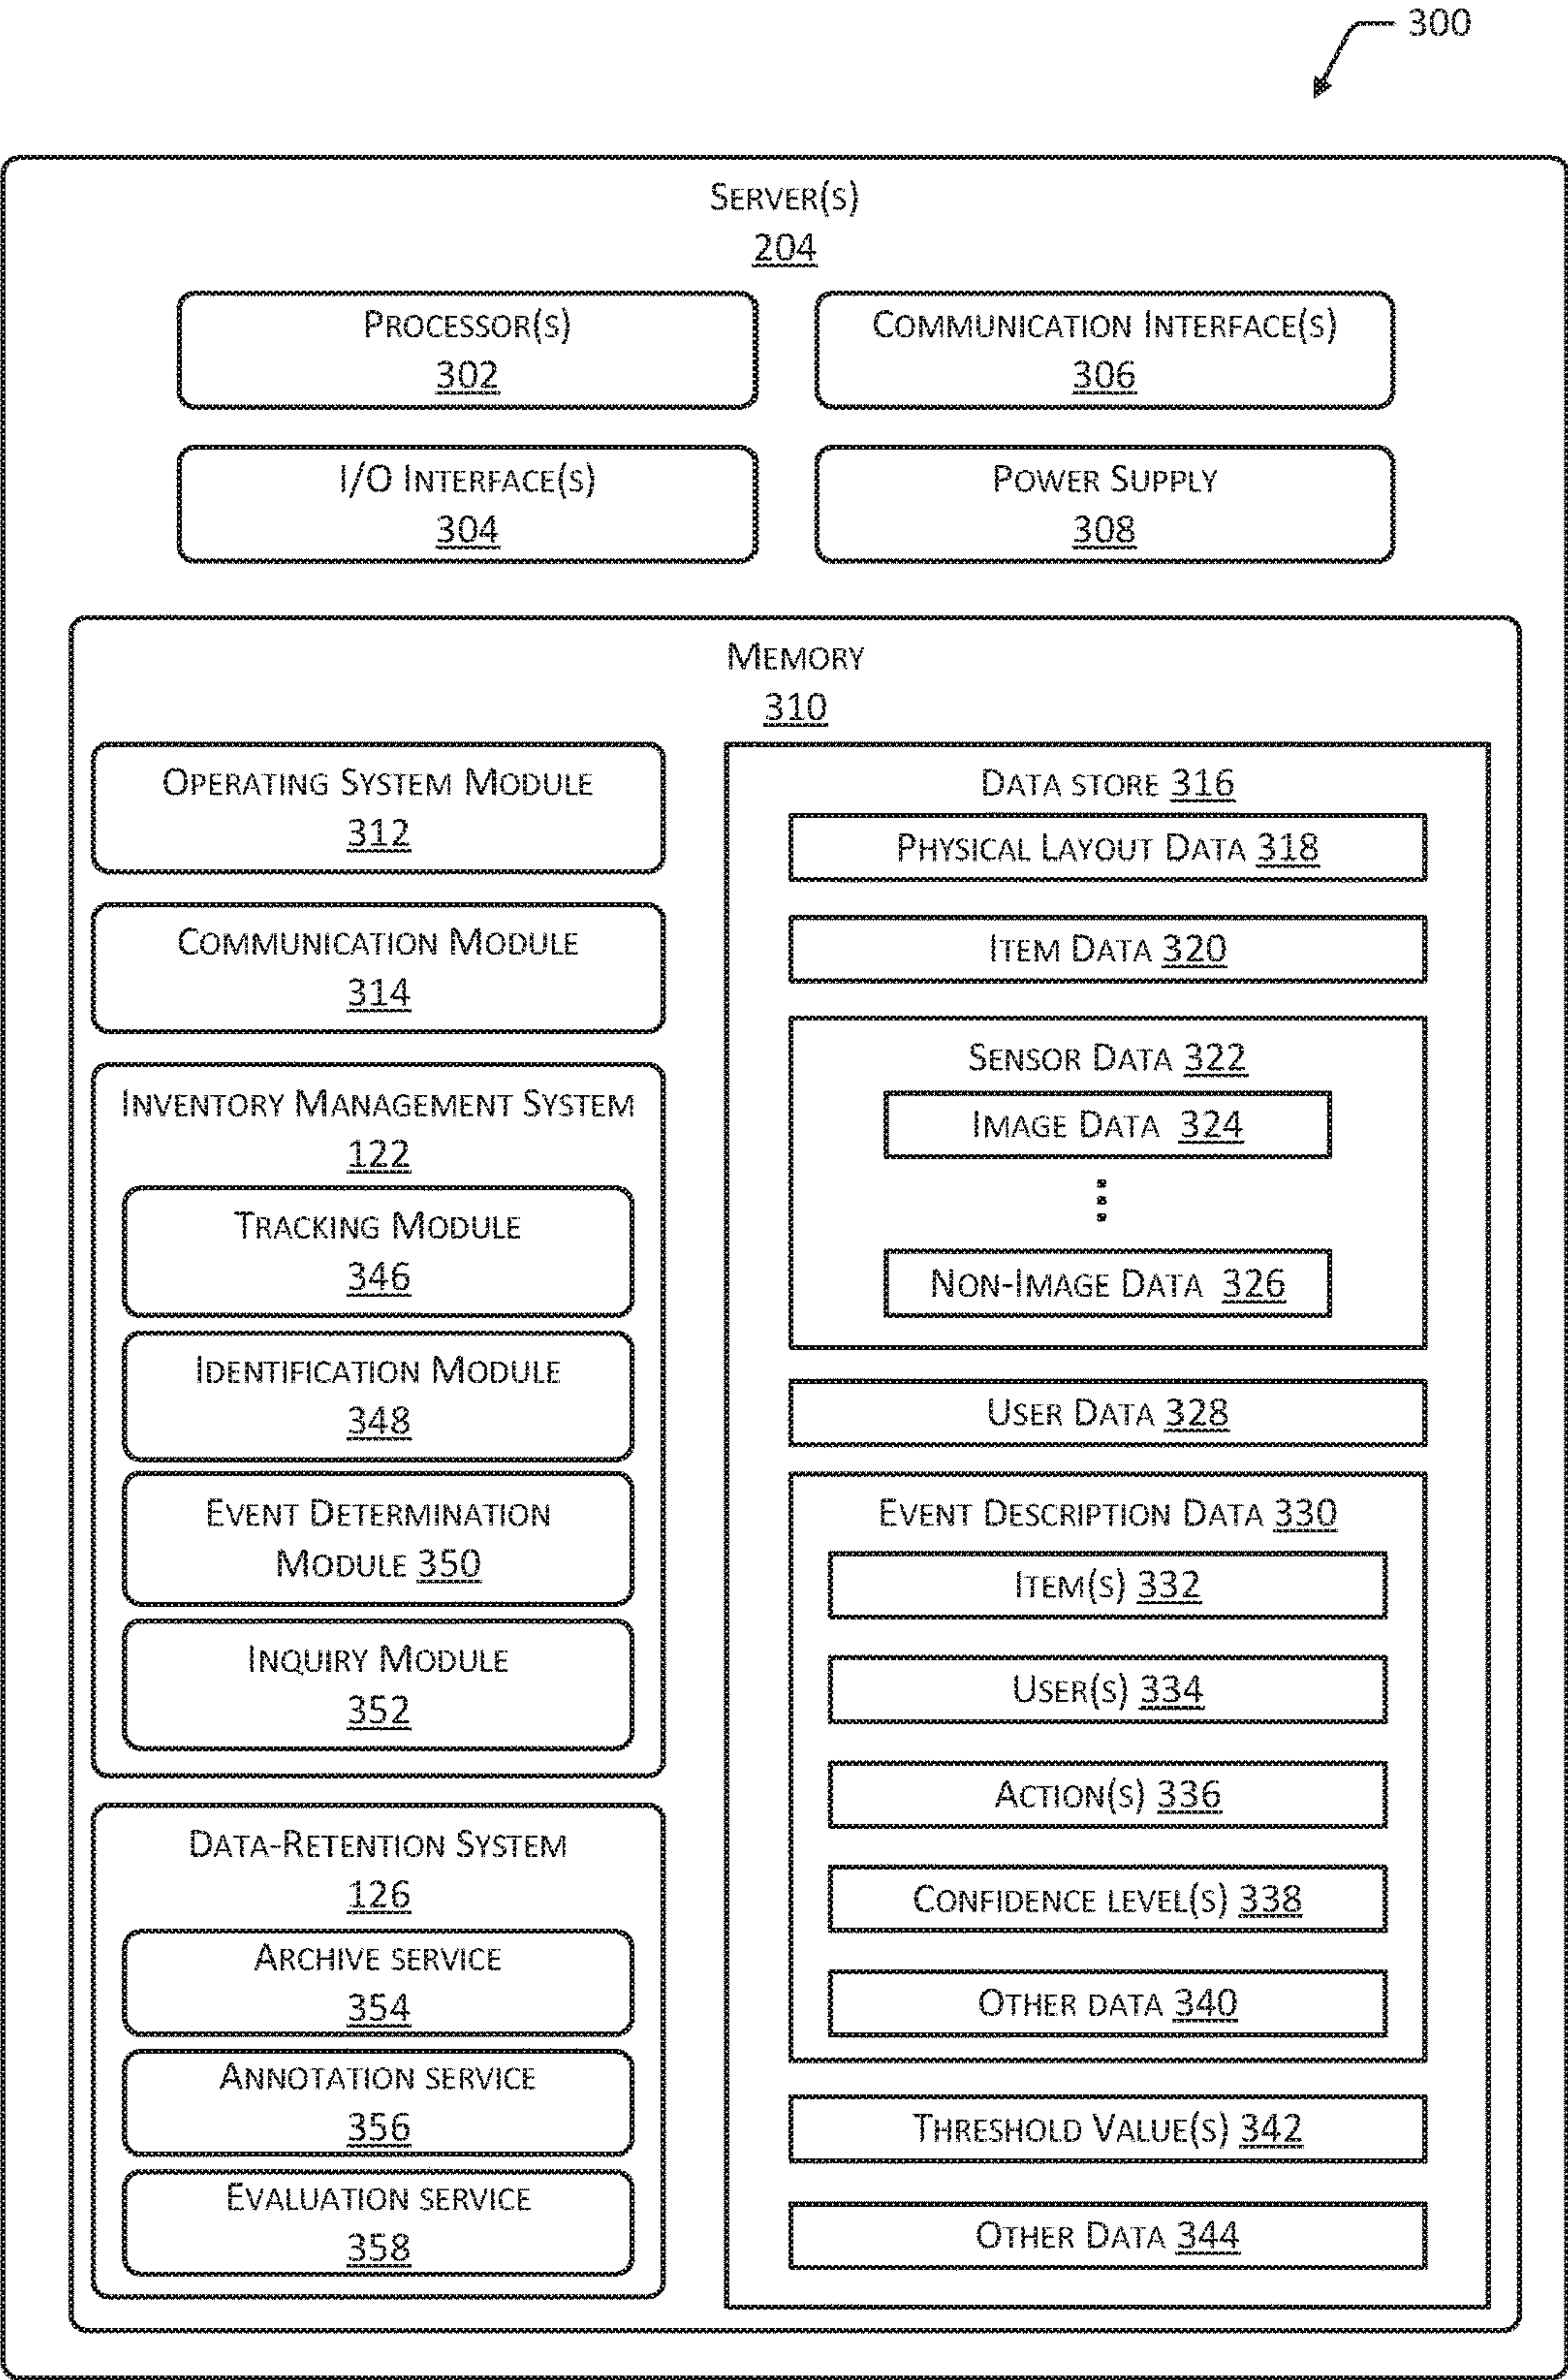 300
Server(s)
204
Processor(s)
302
Communication Interface(s)
306
I/O Interface(s)
304
Power Supply
308
Memory
310
Operating System Module
312
Communication Module
314
Inventory Management System
122
Tracking Module
346
Identification Module
348
Event Determination
Module 350
Inquiry Module
352
Data-Retention System
126
Archive service
354
Annotation service
356
Evaluation service
358
Data store 316
Physical Layout Data 318
Item Data 320
Sensor Data 322
Image Data 324
Non-Image Data 326
User Data 328
Event Description Data 330
Item(s) 332
User(s) 334
Action(s) 336
Confidence level(s) 338
Other data 340
Threshold Value(s) 342
Other Data 344